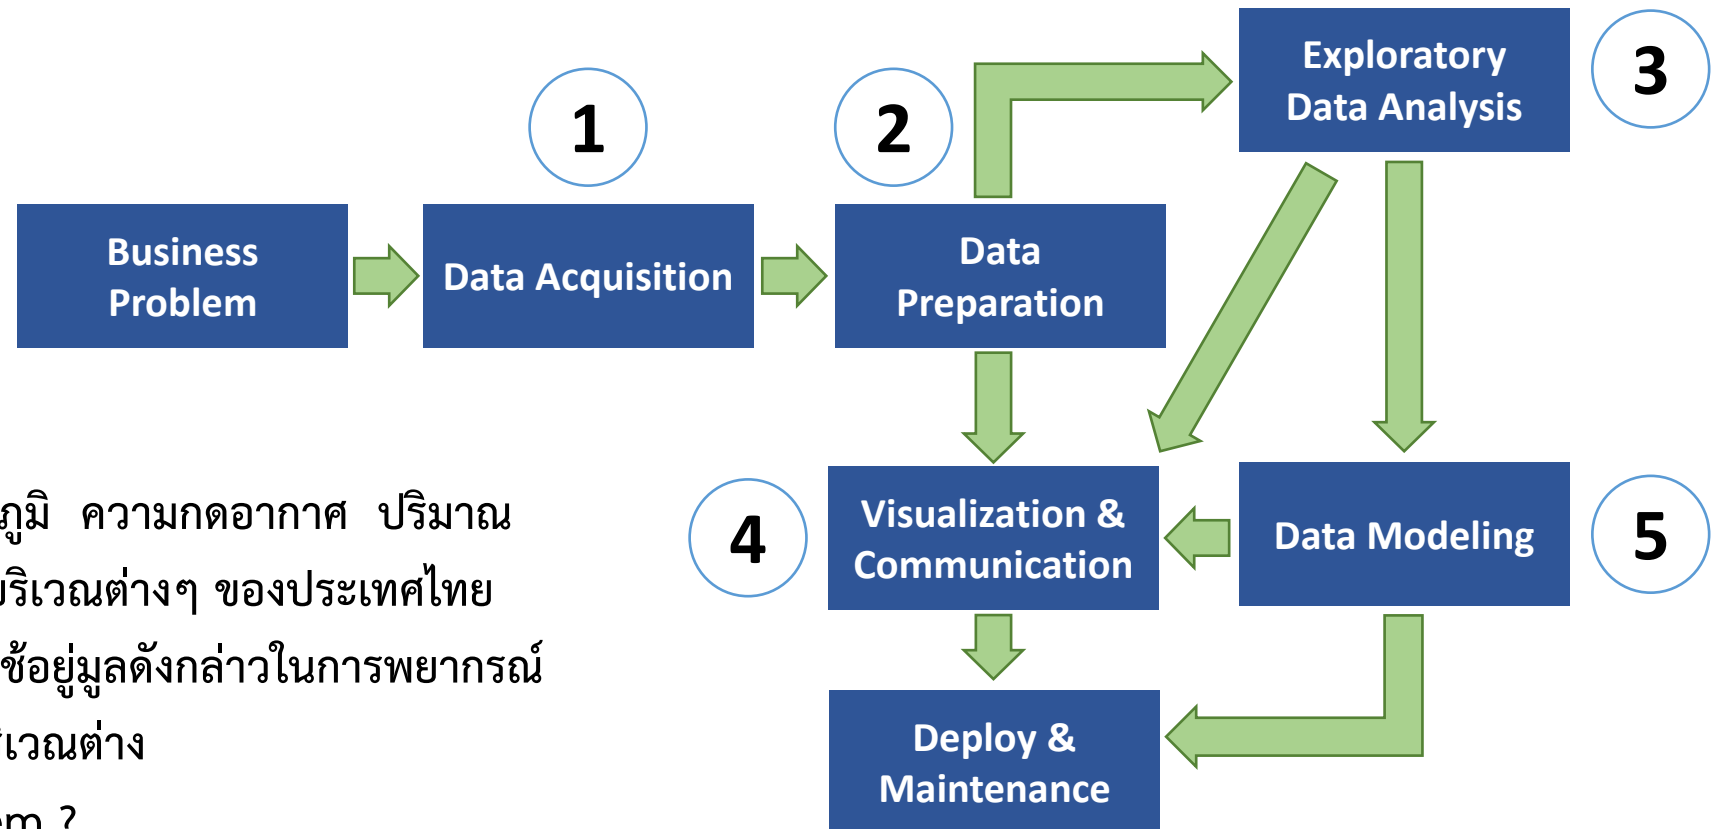 1
2
Exploratory
Data Analysis
3
Business
Problem
Data Acquisition
Data
Preparation
ภูมิ ความกดอากาศ ปริมาณ
บริเวณต่างๆ ของประเทศไทย
ช้อยู่มูลดังกล่าวในการพยากรณ์
ริเวณต่าง
em ?
4
Visualization &
Communication
Data Modeling
5
Deploy &
Maintenance